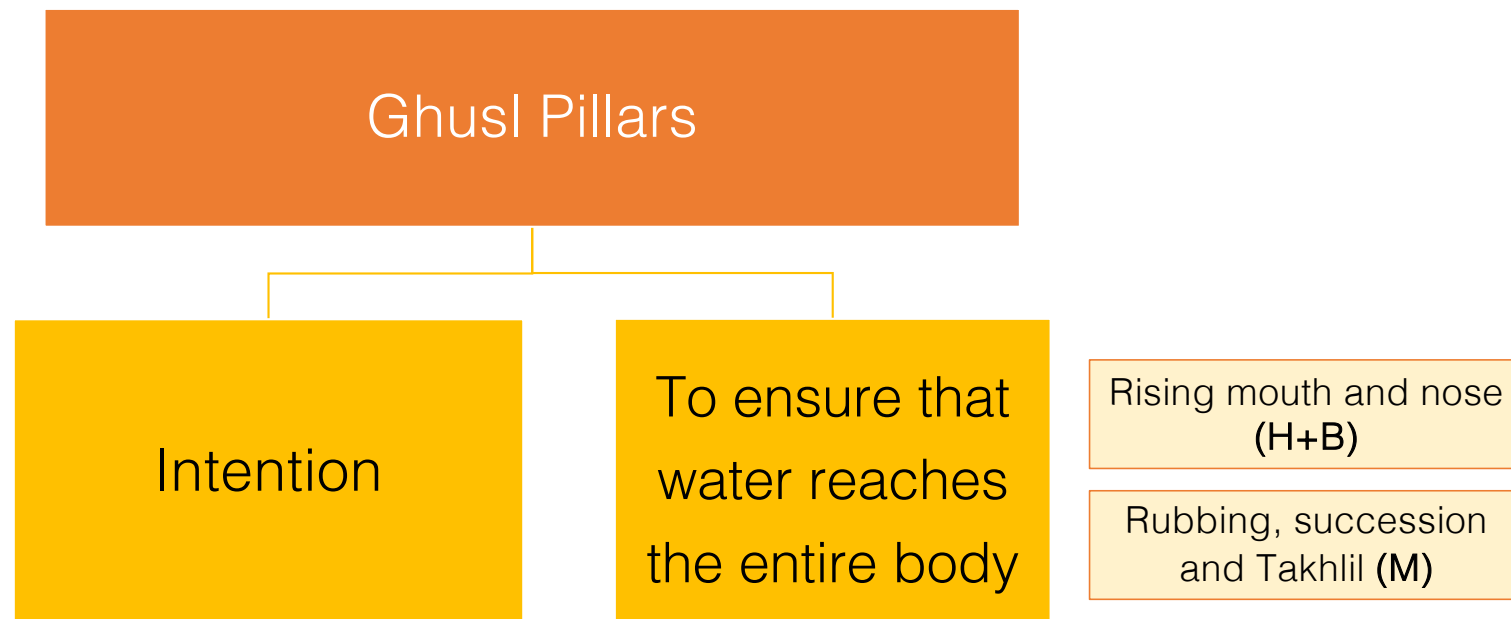 Ghusl Pillars
Intention
To ensure that
water reaches
the entire body
Rising mouth and nose
(H+B)
Rubbing, succession
and Takhlil (M)